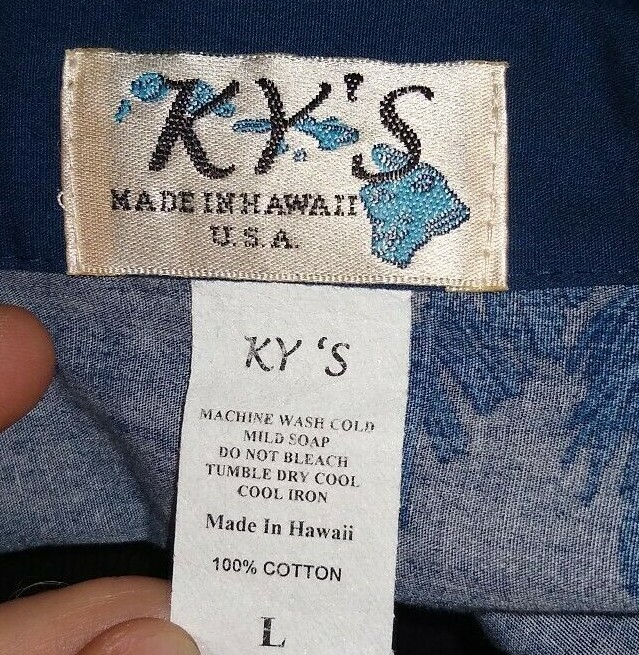 KY'S
MADE IN HAWAII
U.S.A.
KY 'S
MACHINE WASH COLD
MILD SOAP
DO NOT BLEACH
TUMBLE DRY COOL
COOL IRON
Made In Hawaii
100% COTTON
L